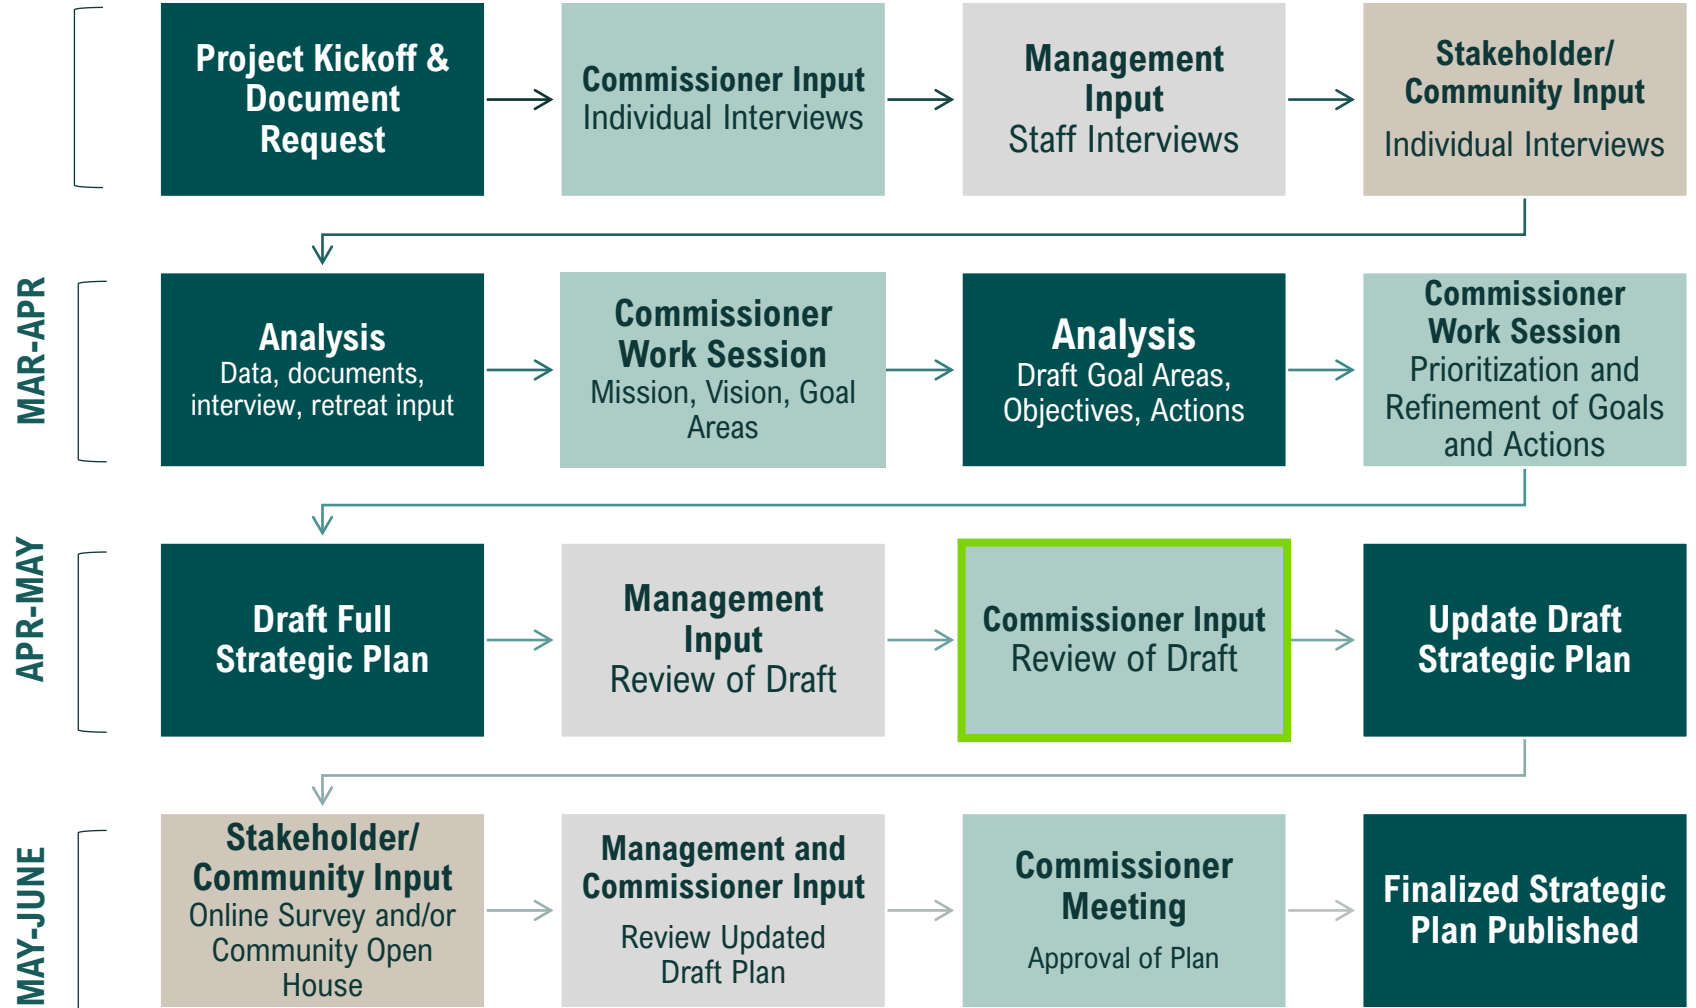 Project Kickoff &
Document
Request
Commissioner Input
Individual Interviews
Management
Input
Staff Interviews
Stakeholder/
Community Input
Individual Interviews
MAR-APR
Analysis
Data, documents,
interview, retreat input
Commissioner
Work Session
Mission, Vision, Goal
Areas
Analysis
Draft Goal Areas,
Objectives, Actions
Commissioner
Work Session
Prioritization and
Refinement of Goals
and Actions
APR-MAY
Draft Full
Strategic Plan
Management
Input
Review of Draft
Commissioner Input
Review of Draft
Update Draft
Strategic Plan
MAY-JUNE
Stakeholder/
Community Input
Online Survey and/or
Community Open
House
Management and
Commissioner Input
Review Updated
Draft Plan
Commissioner
Meeting
Approval of Plan
Finalized Strategic
Plan Published